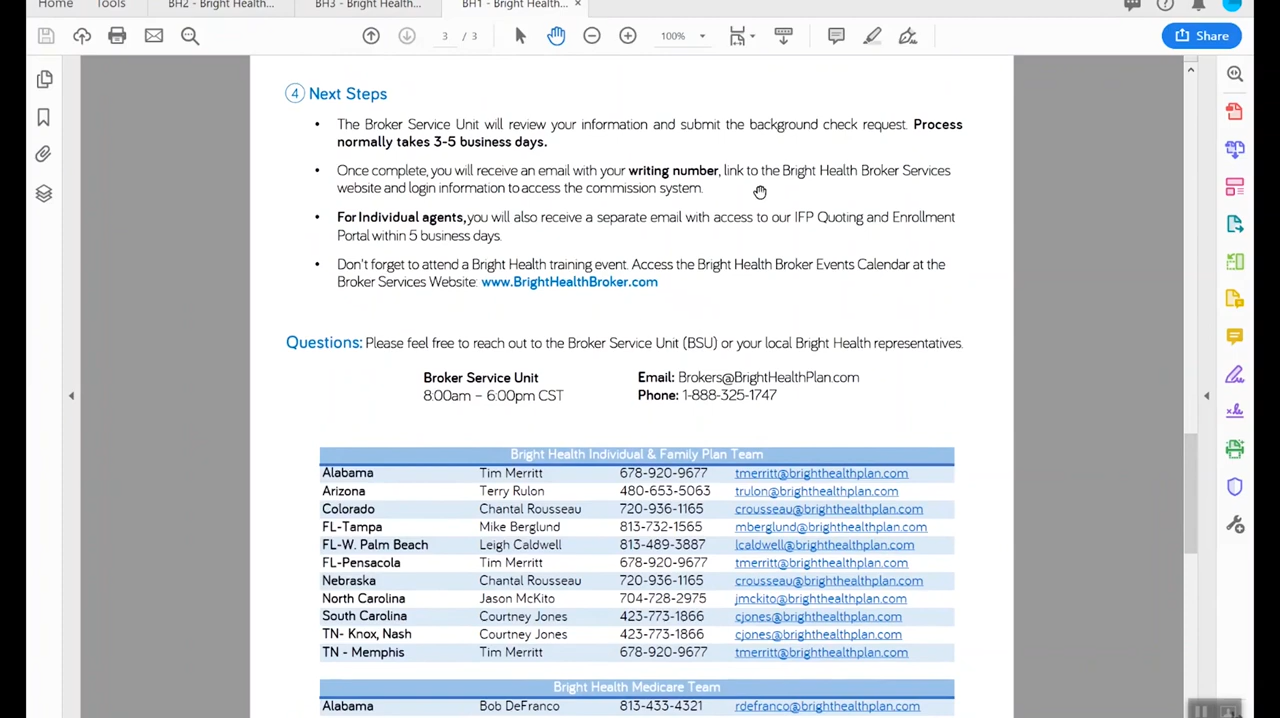 Home Tools BH2 - Bright Health... BH3 - Bright Health... BH1 - Bright Health... ×
3 / 3 100% Share
4 Next Steps
• The Broker Service Unit will review your information and submit the background check request. Process
normally takes 3-5 business days.
• Once complete, you will receive an email with your writing number, link to the Bright Health Broker Services
website and login information to access the commission system.
• For Individual agents, you will also receive a separate email with access to our IFP Quoting and Enrollment
Portal within 5 business days.
• Don't forget to attend a Bright Health training event. Access the Bright Health Broker Events Calendar at the
Broker Services Website: www.BrightHealthBroker.com
Questions: Please feel free to reach out to the Broker Service Unit (BSU) or your local Bright Health representatives.
Broker Service Unit Email: Brokers@BrightHealthPlan.com
8:00am – 6:00pm CST Phone: 1-888-325-1747
Bright Health Individual & Family Plan Team
Alabama Tim Merritt 678-920-9677 tmerritt@brighthealthplan.com
Arizona Terry Rulon 480-653-5063 trulon@brighthealthplan.com
Colorado Chantal Rousseau 720-936-1165 crousseau@brighthealthplan.com
FL-Tampa Mike Berglund 813-732-1565 mberglund@brighthealthplan.com
FL-W. Palm Beach Leigh Caldwell 813-489-3887 lcaldwell@brighthealthplan.com
FL-Pensacola Tim Merritt 678-920-9677 tmerritt@brighthealthplan.com
Nebraska Chantal Rousseau 720-936-1165 crousseau@brighthealthplan.com
North Carolina Jason McKito 704-728-2975 jmckito@brighthealthplan.com
South Carolina Courtney Jones 423-773-1866 cjones@brighthealthplan.com
TN- Knox, Nash Courtney Jones 423-773-1866 cjones@brighthealthplan.com
TN - Memphis Tim Merritt 678-920-9677 tmerritt@brighthealthplan.com
Bright Health Medicare Team
Alabama Bob DeFranco 813-433-4321 rdefranco@brighthealthplan.com